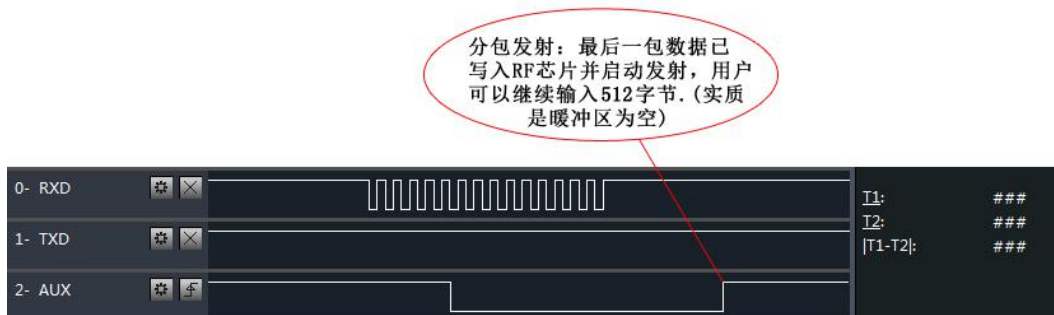 分包发射：最后一包数据已
写入RF芯片并启动发射，用户
可以继续输入512字节.(实质
是暖冲区为空)
0- RXD
T1: ###
1- TXD
T2: ###
|T1-T2|: ###
2- AUX